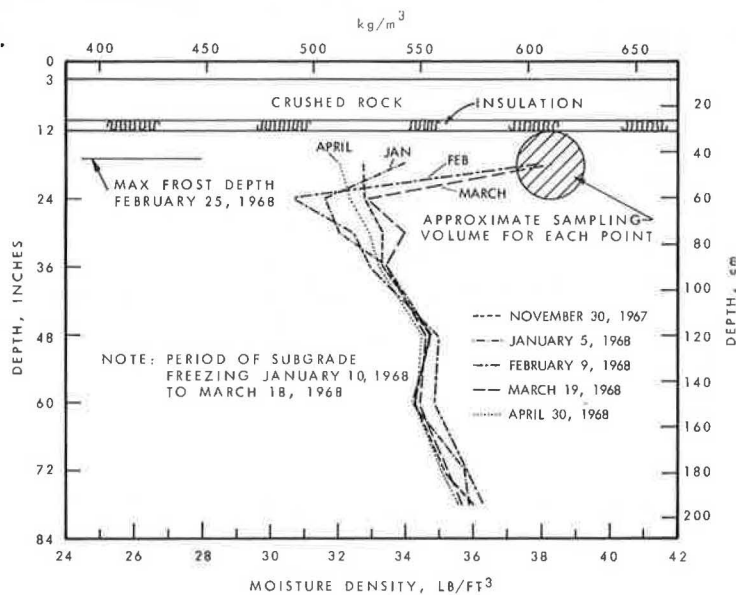 kg/m3
400 450 500 550 600 650
0
3
12
24
36
48
60
72
84
DEPTH, INCHES
CRUSHED ROCK
INSULATION
APRIL
JAN
FEB
MARCH
MAX FROST DEPTH
FEBRUARY 25, 1968
APPROXIMATE SAMPLING
VOLUME FOR EACH POINT
NOTE: PERIOD OF SUBGRADE
FREEZING JANUARY 10, 1968
TO MARCH 18, 1968
NOVEMBER 30, 1967
JANUARY 5, 1968
FEBRUARY 9, 1968
MARCH 19, 1968
APRIL 30, 1968
20
40
60
80
100
120
140
160
180
200
DEPTH, cm
24 26 28 30 32 34 36 38 40 42
MOISTURE DENSITY, LB/FT3